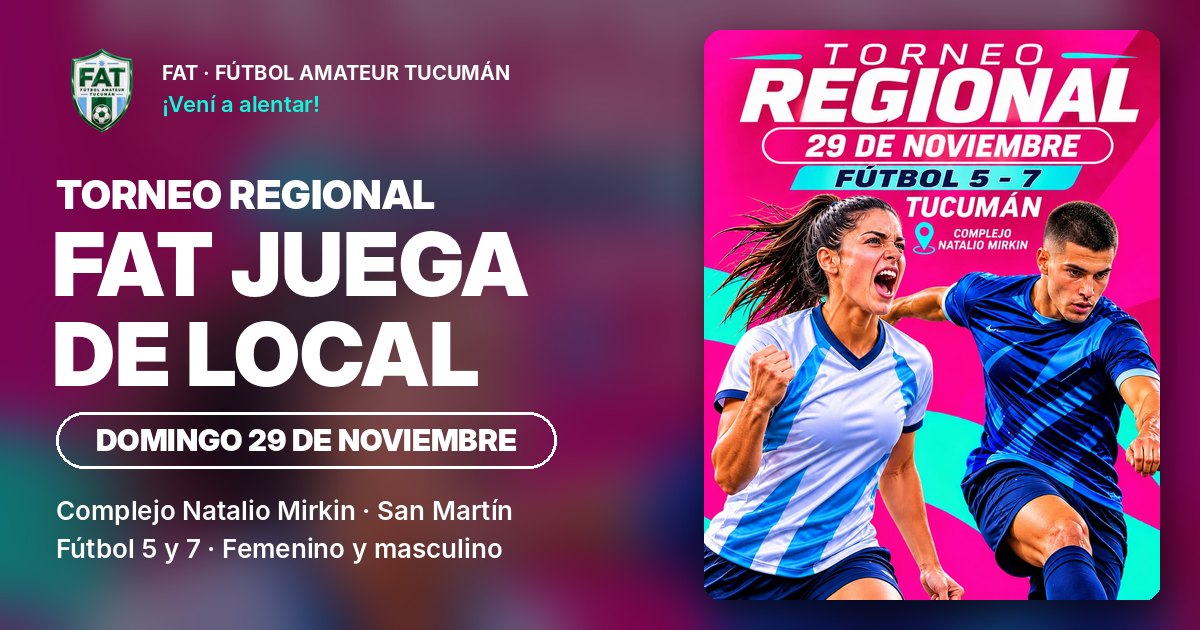 FAT
FÚTBOL AMATEUR
TUCUMÁN
FAT · FÚTBOL AMATEUR TUCUMÁN
¡Vení a alentar!
TORNEO REGIONAL
FAT JUEGA
DE LOCAL
DOMINGO 29 DE NOVIEMBRE
Complejo Natalio Mirkin · San Martín
Fútbol 5 y 7 · Femenino y masculino
TORNEO
REGIONAL
29 DE NOVIEMBRE
FÚTBOL 5 - 7
TUCUMÁN
COMPLEJO
NATALIO MIRKIN